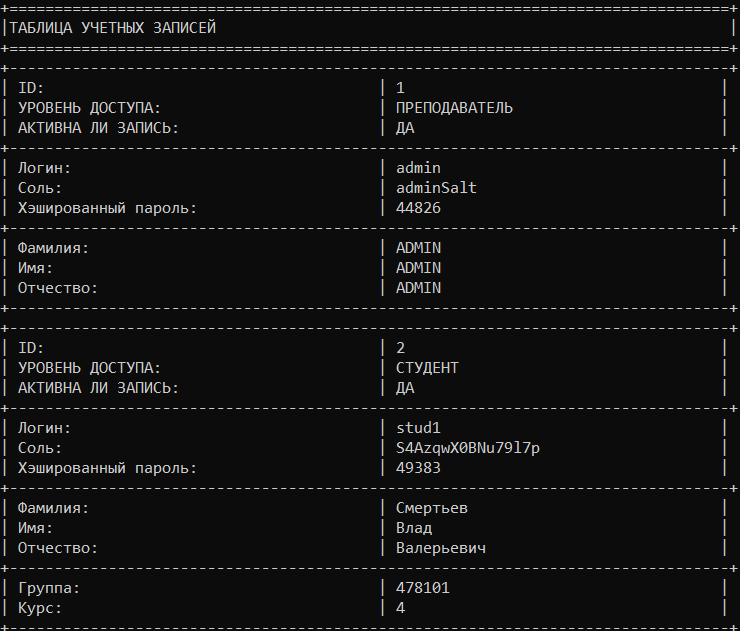 ТАБЛИЦА УЧЕТНЫХ ЗАПИСЕЙ
ID: 1
УРОВЕНЬ ДОСТУПА: ПРЕПОДАВАТЕЛЬ
АКТИВНА ЛИ ЗАПИСЬ: ДА
Логин: admin
Соль: adminSalt
Хэшированный пароль: 44826
Фамилия: ADMIN
Имя: ADMIN
Отчество: ADMIN
ID: 2
УРОВЕНЬ ДОСТУПА: СТУДЕНТ
АКТИВНА ЛИ ЗАПИСЬ: ДА
Логин: stud1
Соль: S4AzqwX0BNu79l7p
Хэшированный пароль: 49383
Фамилия: Смертьев
Имя: Влад
Отчество: Валерьевич
Группа: 478101
Курс: 4